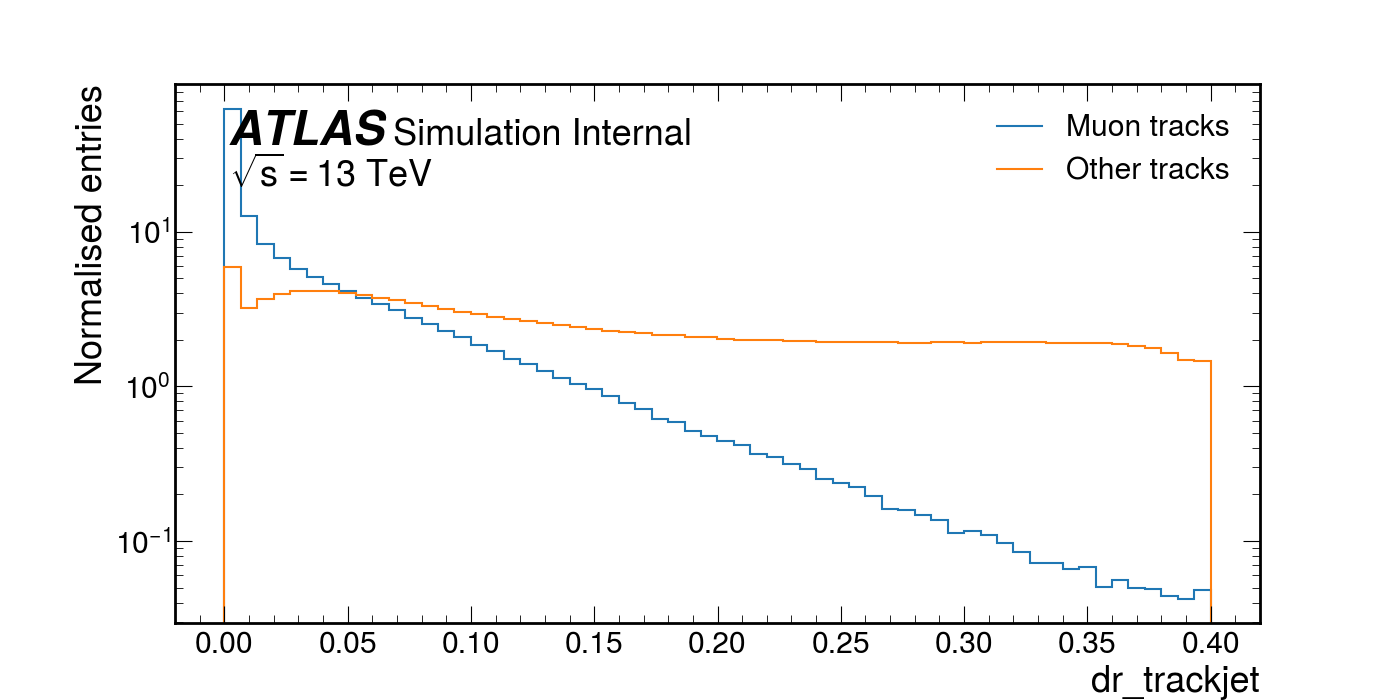 ATLAS Simulation Internal
√s = 13 TeV
Muon tracks
Other tracks
Normalised entries
10¹
10⁰
10⁻¹
0.00 0.05 0.10 0.15 0.20 0.25 0.30 0.35 0.40
dr_trackjet